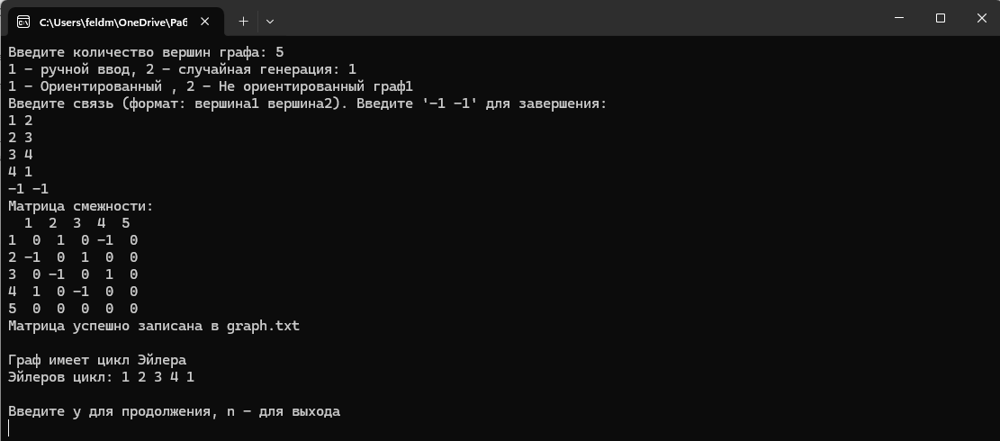 C:\Users\feldm\OneDrive\Раб
Введите количество вершин графа: 5
1 - ручной ввод, 2 - случайная генерация: 1
1 - Ориентированный , 2 - Не ориентированный граф1
Введите связь (формат: вершина1 вершина2). Введите '-1 -1' для завершения:
1 2
2 3
3 4
4 1
-1 -1
Матрица смежности:
  1  2  3  4  5
1  0  1  0 -1  0
2 -1  0  1  0  0
3  0 -1  0  1  0
4  1  0 -1  0  0
5  0  0  0  0  0
Матрица успешно записана в graph.txt
Граф имеет цикл Эйлера
Эйлеров цикл: 1 2 3 4 1
Введите y для продолжения, n - для выхода